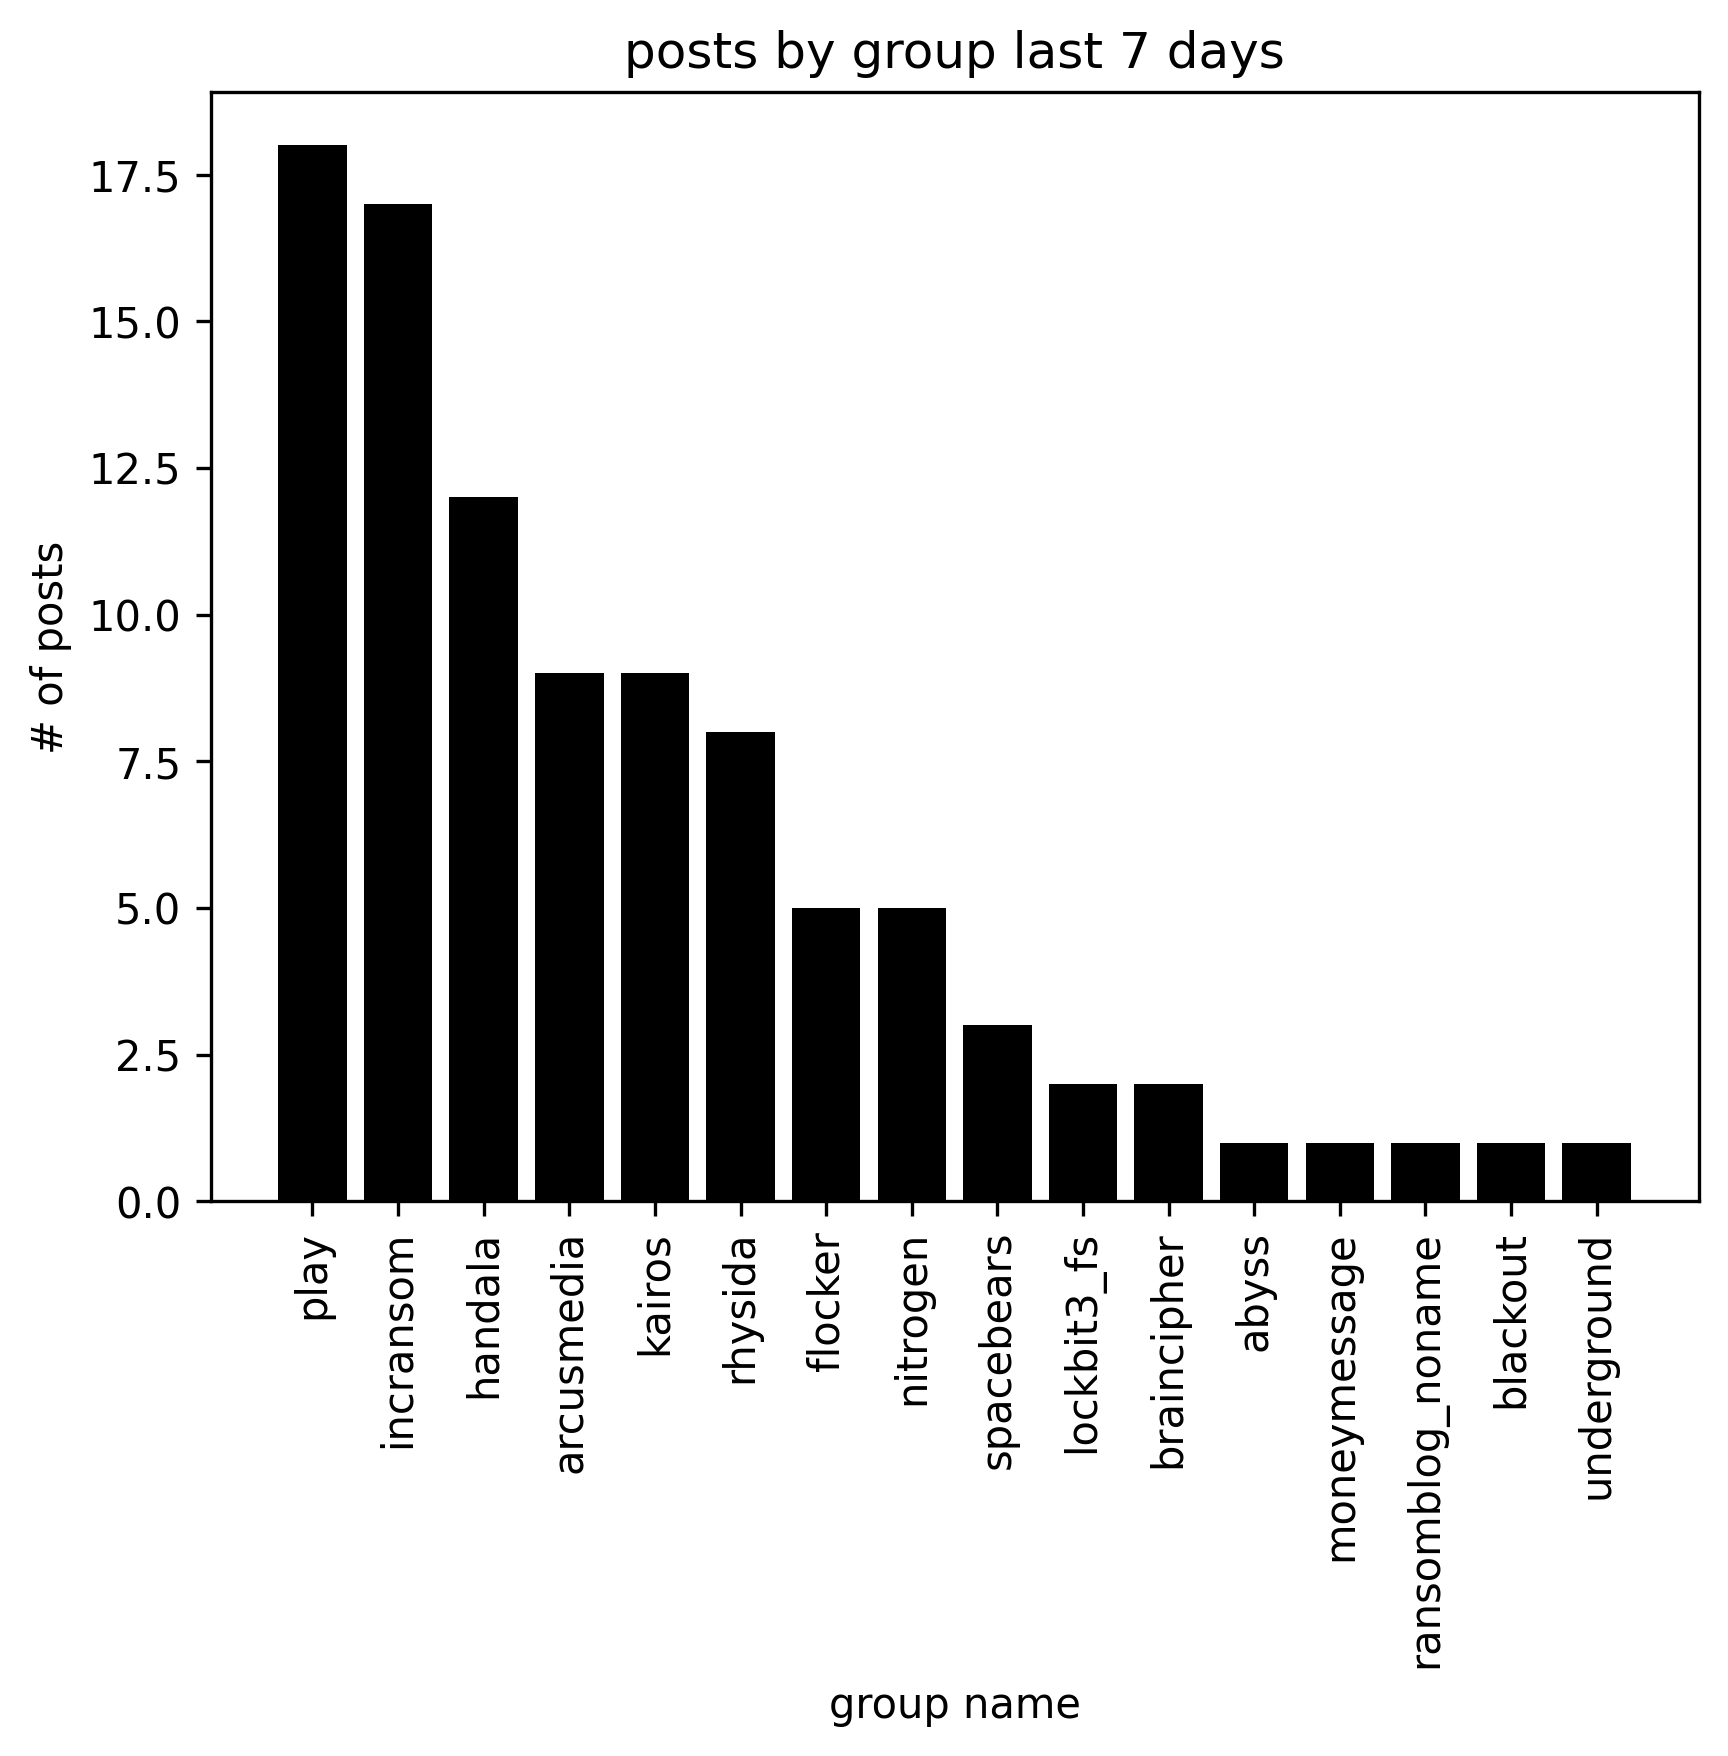 posts by group last 7 days
# of posts
17.5
15.0
12.5
10.0
7.5
5.0
2.5
0.0
play
incransom
handala
arcusmedia
kairos
rhysida
flocker
nitrogen
spacebears
lockbit3_fs
braincipher
abyss
moneymessage
ransomblog_noname
blackout
underground
group name